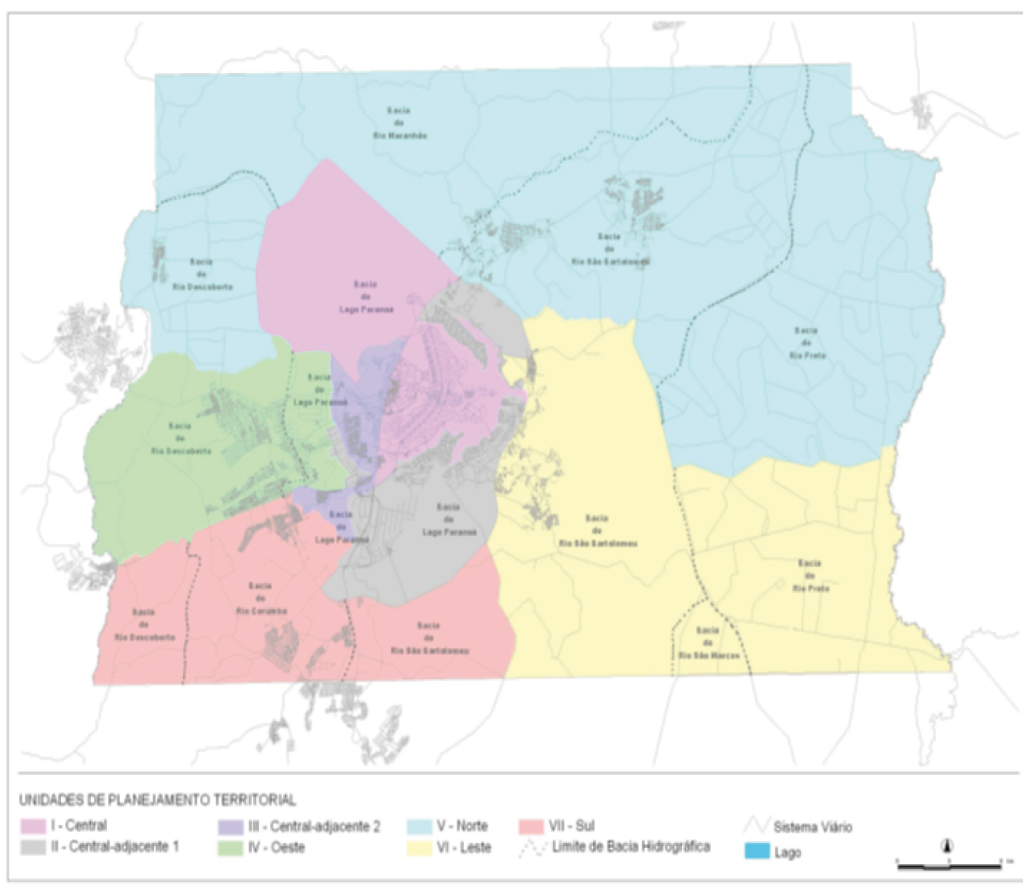 Bacia
do
Rio Maranhão
Bacia
do
Rio São Bartolomeu
Bacia
do
Rio Descoberto
Bacia
do
Lago Paranoá
Bacia
do
Rio Preto
Bacia
do
Lago Paranoá
Bacia
do
Rio Descoberto
Bacia
do
Lago Paranoá
Bacia
do
Lago Paranoá
Bacia
do
Rio São Bartolomeu
Bacia
do
Rio Preto
Bacia
do
Rio Corumbá
Bacia
do
Rio Descoberto
Bacia
do
Rio São Bartolomeu
Bacia
do
Rio São Marcos
UNIDADES DE PLANEJAMENTO TERRITORIAL
I - Central
III - Central-adjacente 2
V - Norte
VII - Sul
Sistema Viário
II - Central-adjacente 1
IV - Oeste
VI - Leste
Limite de Bacia Hidrográfica
Lago